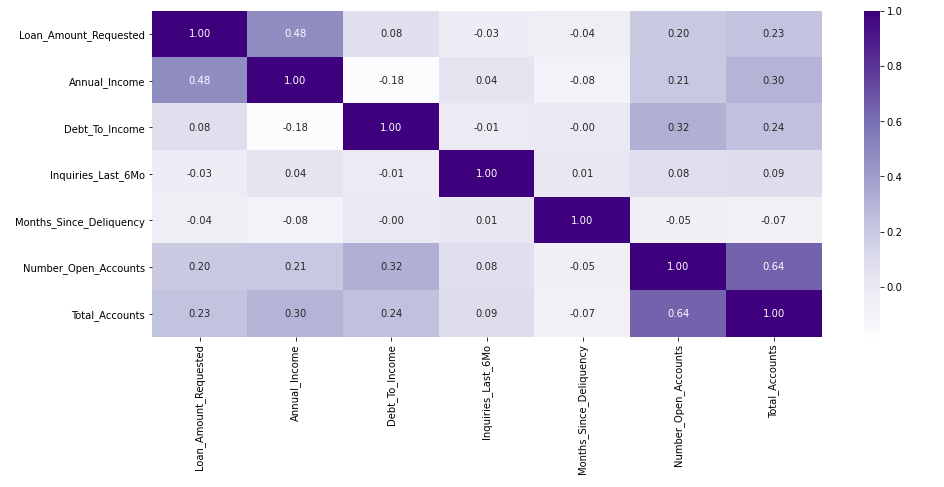 Loan_Amount_Requested 1.00 0.48 0.08 -0.03 -0.04 0.20 0.23
Annual_Income 0.48 1.00 -0.18 0.04 -0.08 0.21 0.30
Debt_To_Income 0.08 -0.18 1.00 -0.01 -0.00 0.32 0.24
Inquiries_Last_6Mo -0.03 0.04 -0.01 1.00 0.01 0.08 0.09
Months_Since_Deliquency -0.04 -0.08 -0.00 0.01 1.00 -0.05 -0.07
Number_Open_Accounts 0.20 0.21 0.32 0.08 -0.05 1.00 0.64
Total_Accounts 0.23 0.30 0.24 0.09 -0.07 0.64 1.00
Loan_Amount_Requested
Annual_Income
Debt_To_Income
Inquiries_Last_6Mo
Months_Since_Deliquency
Number_Open_Accounts
Total_Accounts
1.0
0.8
0.6
0.4
0.2
0.0